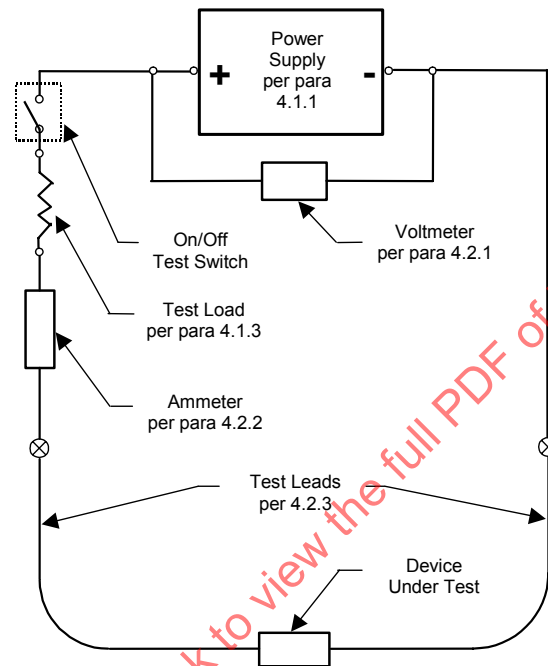 Power
Supply
per para
4.1.1
+
-
Voltmeter
per para 4.2.1
On/Off
Test Switch
Test Load
per para 4.1.3
Ammeter
per para 4.2.2
Test Leads
per 4.2.3
Device
Under Test
k to view the full PDF of